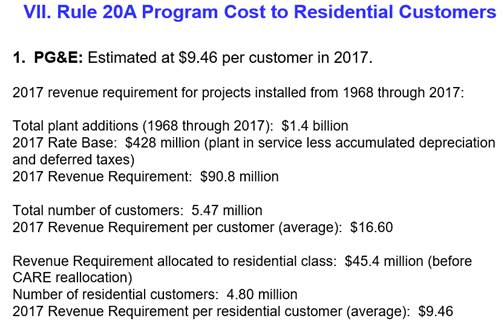 VII. Rule 20A Program Cost to Residential Customers
1. PG&E: Estimated at $9.46 per customer in 2017.
2017 revenue requirement for projects installed from 1968 through 2017:
Total plant additions (1968 through 2017): $1.4 billion
2017 Rate Base: $428 million (plant in service less accumulated depreciation
and deferred taxes)
2017 Revenue Requirement: $90.8 million
Total number of customers: 5.47 million
2017 Revenue Requirement per customer (average): $16.60
Revenue Requirement allocated to residential class: $45.4 million (before
CARE reallocation)
Number of residential customers: 4.80 million
2017 Revenue Requirement per residential customer (average): $9.46